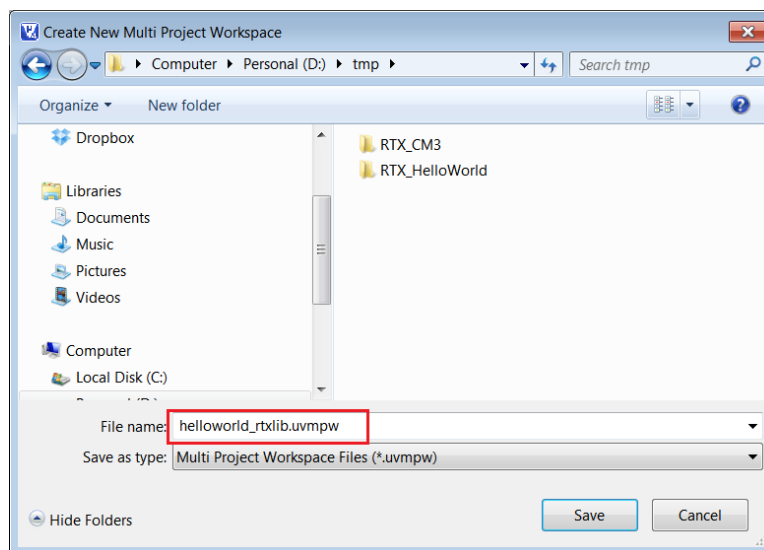 Create New Multi Project Workspace
Computer Personal (D:) tmp
Search tmp
Organize New folder
Dropbox
Libraries
Documents
Music
Pictures
Videos
Computer
Local Disk (C:)
RTX_CM3
RTX_HelloWorld
File name: helloworld_rtxlib.uvmpw
Save as type: Multi Project Workspace Files (*.uvmpw)
Hide Folders
Save
Cancel